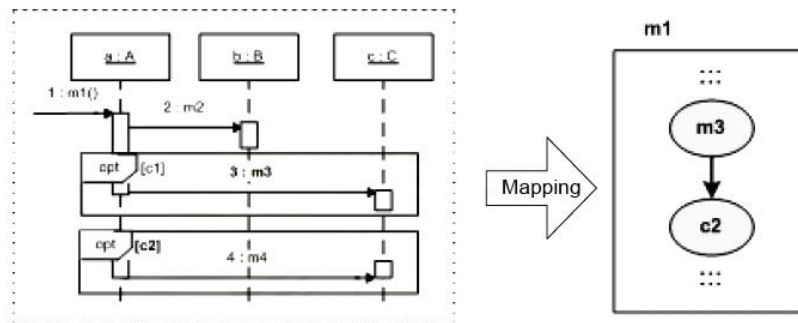 m1
a : A
b : B
c : C
1 : m1()
2 : m2
opt
[c1]
3 : m3
opt
[c2]
4 : m4
Mapping
:::
m3
c2
:::